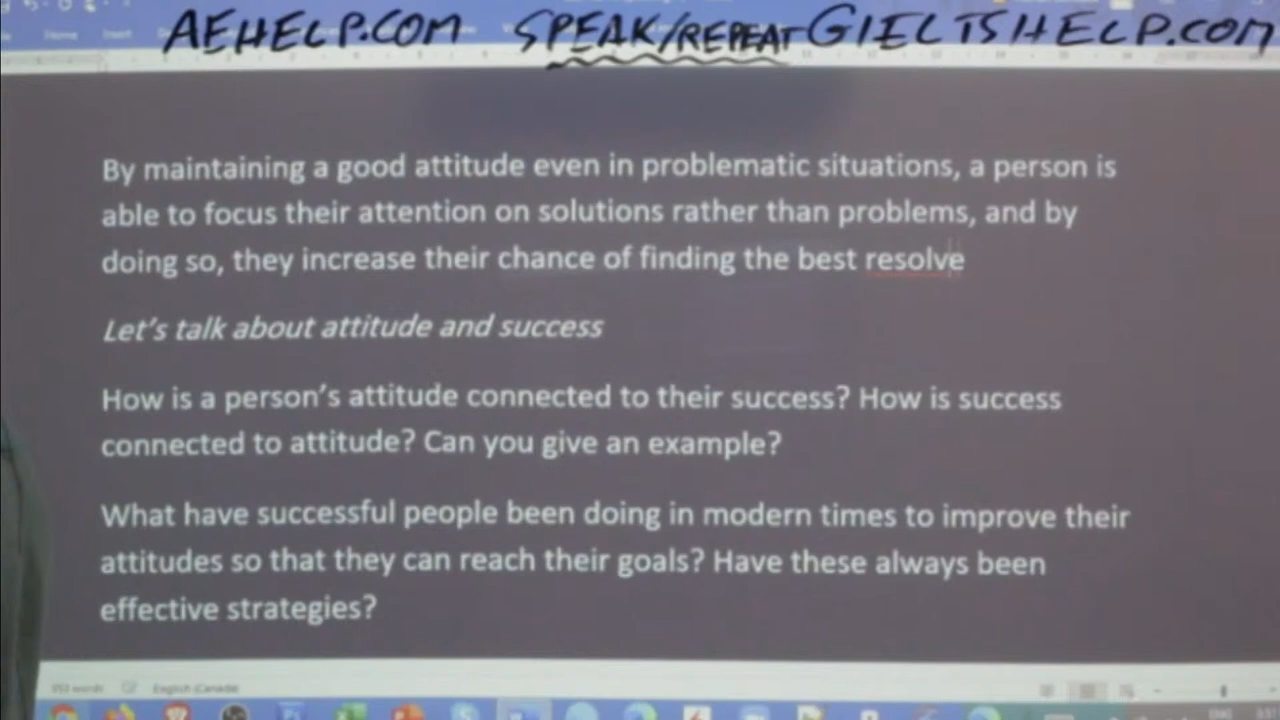 AEHELP.COM SPEAK/REPEAT GIELTSHELP.COM
Home Insert
By maintaining a good attitude even in problematic situations, a person is
able to focus their attention on solutions rather than problems, and by
doing so, they increase their chance of finding the best resolve
Let's talk about attitude and success
How is a person's attitude connected to their success? How is success
connected to attitude? Can you give an example?
What have successful people been doing in modern times to improve their
attitudes so that they can reach their goals? Have these always been
effective strategies?
English (Canada)